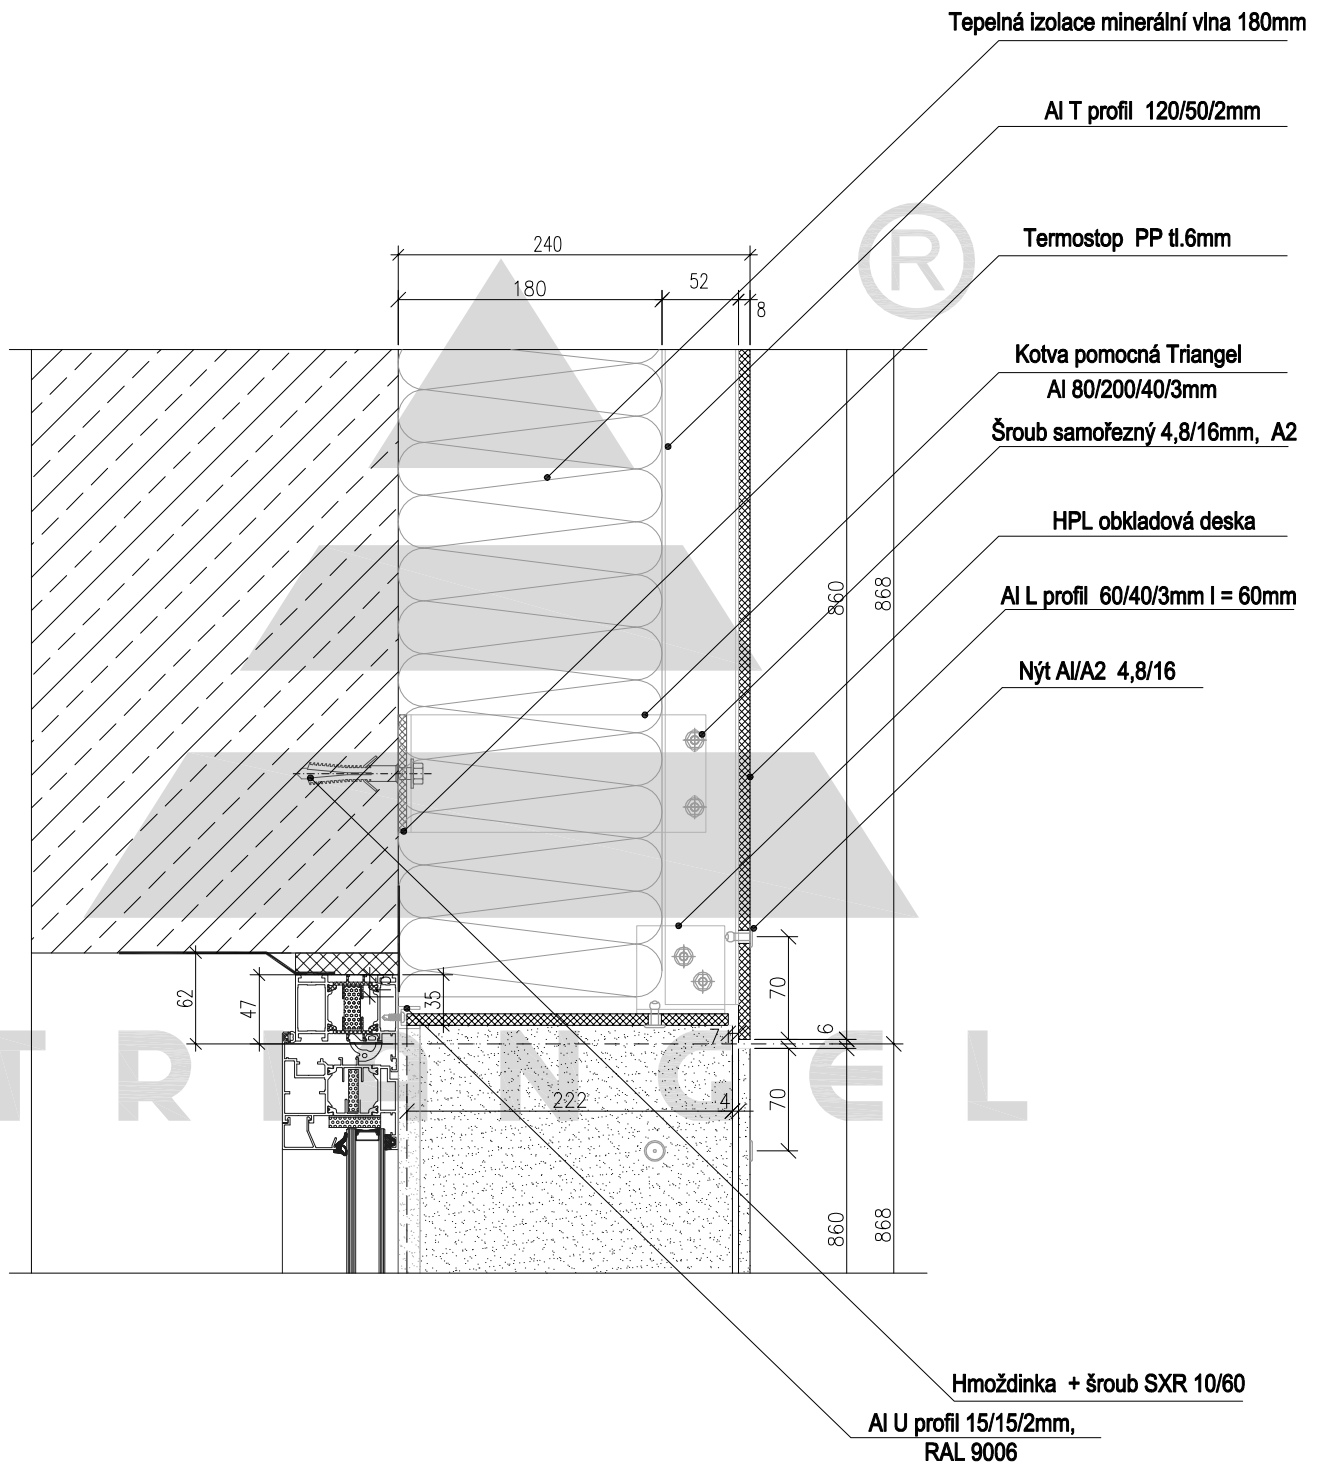 Tepelná izolace minerální vlna 180mm
Al T profil 120/50/2mm
®
Termostop PP tl.6mm
240
180
52
8
Kotva pomocná Triangel
Al 80/200/40/3mm
Šroub samořezný 4,8/16mm, A2
HPL obkladová deska
860
868
Al L profil 60/40/3mm l = 60mm
Nýt Al/A2 4,8/16
62
47
10
35
70
7
6
TRIANGEL
222
4
70
860
868
Hmoždinka + šroub SXR 10/60
Al U profil 15/15/2mm,
RAL 9006